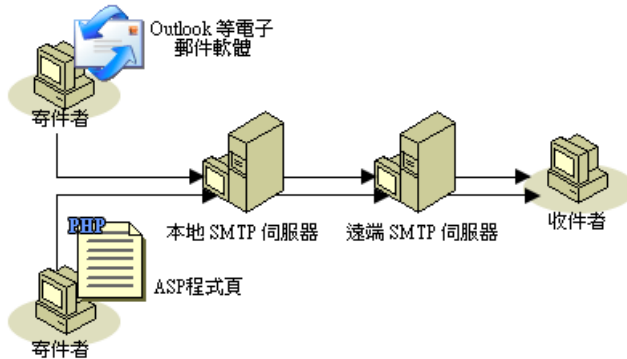 Outlook 等電子
郵件軟體
寄件者
本地 SMTP 伺服器
遠端 SMTP 伺服器
收件者
PHP
ASP程式頁
寄件者